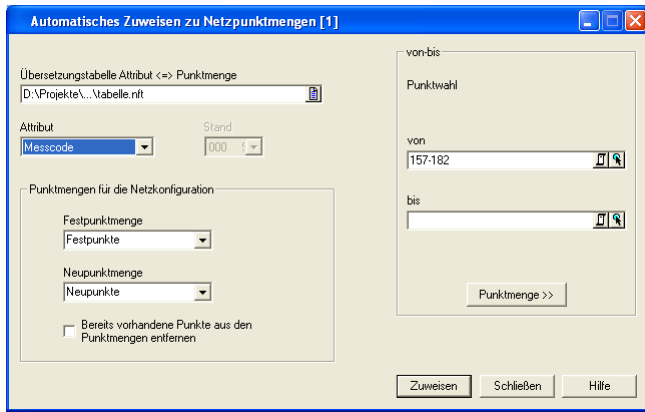 Automatisches Zuweisen zu Netzpunktmengen [1]
Übersetzungstabelle Attribut <=> Punktmenge
D:\Projekte\...\tabelle.nft
Attribut
Stand
Messcode
000
Punktmengen für die Netzkonfiguration
Festpunktmenge
Festpunkte
Neupunktmenge
Neupunkte
Bereits vorhandene Punkte aus den
Punktmengen entfernen
von-bis
Punktwahl
von
157-182
bis
Punktmenge >>
Zuweisen
Schließen
Hilfe